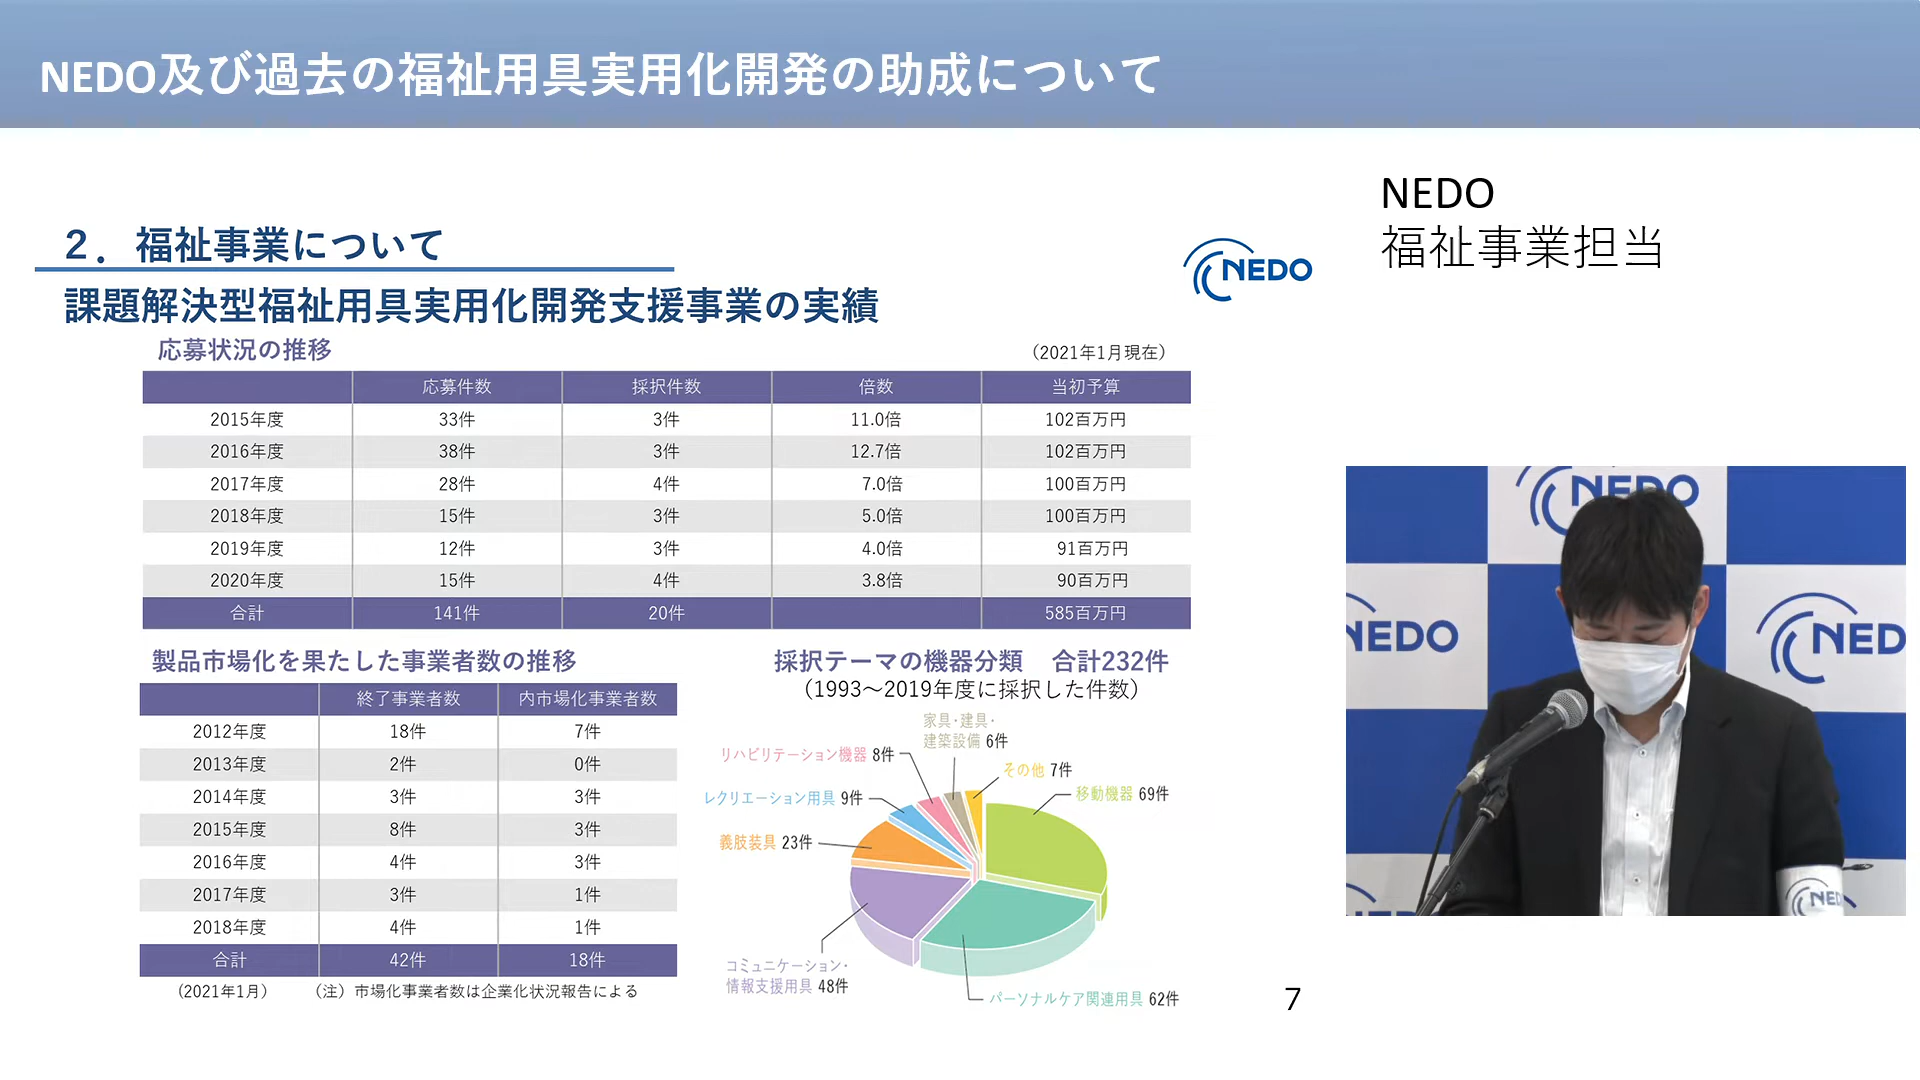 NEDO及び過去の福祉用具実用化開発の助成について
NEDO
福祉事業担当
2．福祉事業について
NEDO
課題解決型福祉用具実用化開発支援事業の実績
応募状況の推移
（2021年1月現在）
応募件数 採択件数 倍数 当初予算
2015年度 33件 3件 11.0倍 102百万円
2016年度 38件 3件 12.7倍 102百万円
2017年度 28件 4件 7.0倍 100百万円
2018年度 15件 3件 5.0倍 100百万円
2019年度 12件 3件 4.0倍 91百万円
2020年度 15件 4件 3.8倍 90百万円
合計 141件 20件 585百万円
製品市場化を果たした事業者数の推移
終了事業者数 内市場化事業者数
2012年度 18件 7件
2013年度 2件 0件
2014年度 3件 3件
2015年度 8件 3件
2016年度 4件 3件
2017年度 3件 1件
2018年度 4件 1件
合計 42件 18件
（2021年1月） （注）市場化事業者数は企業化状況報告による
採択テーマの機器分類 合計232件
（1993～2019年度に採択した件数）
家具・建具・
建築設備 6件
リハビリテーション機器 8件
その他 7件
レクリエーション用具 9件
移動機器 69件
義肢装具 23件
コミュニケーション・
情報支援用具 48件
パーソナルケア関連用具 62件
7
NEDO
NEDO
NED
NED